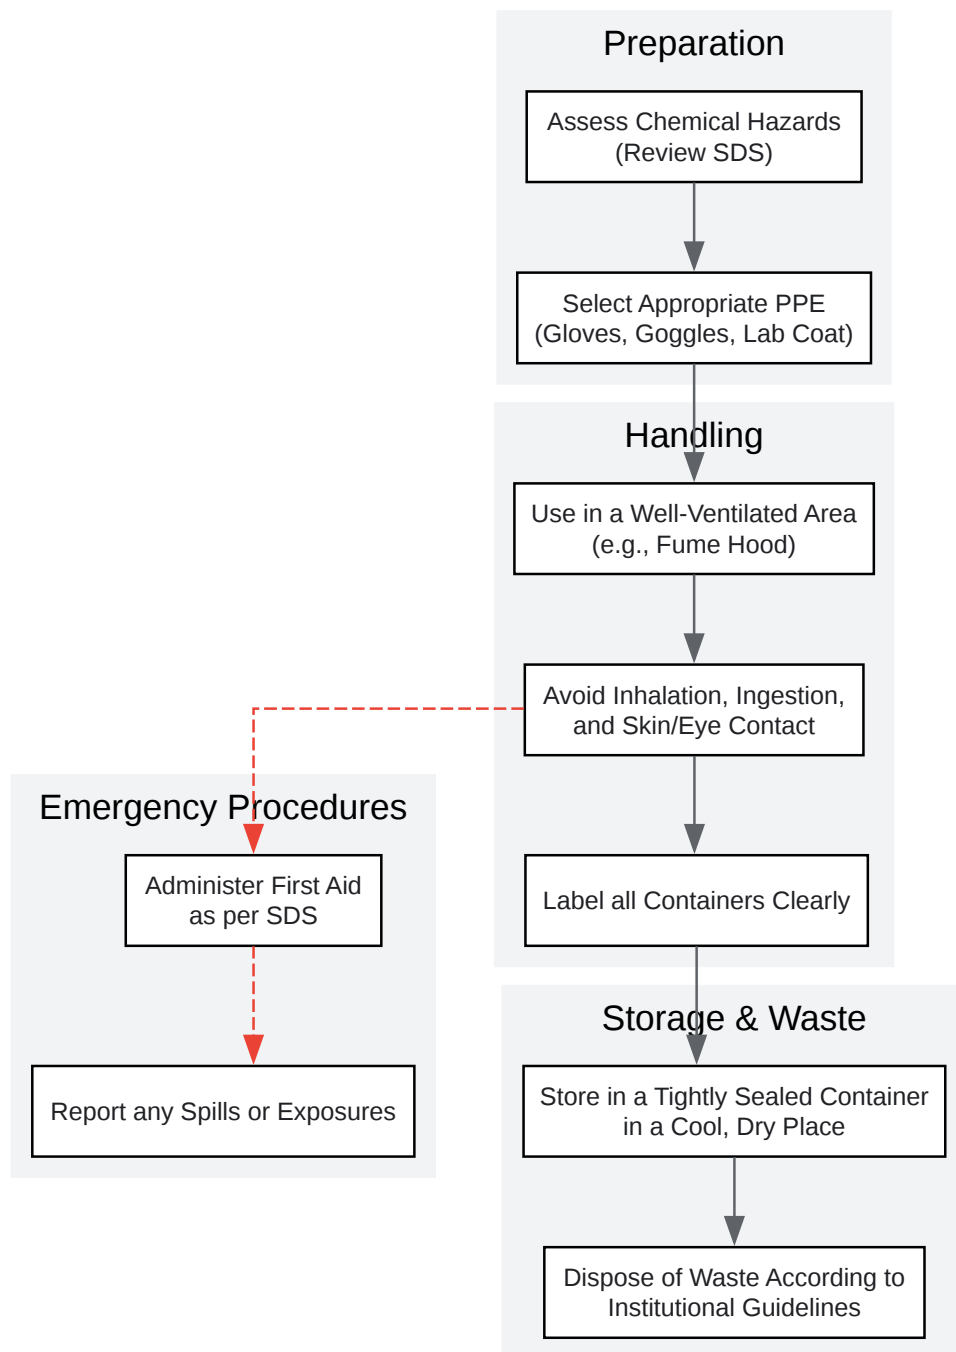 Preparation
Assess Chemical Hazards
(Review SDS)
Select Appropriate PPE
(Gloves, Goggles, Lab Coat)
Handling
Use in a Well-Ventilated Area
(e.g., Fume Hood)
Avoid Inhalation, Ingestion,
and Skin/Eye Contact
Label all Containers Clearly
Emergency Procedures
Administer First Aid
as per SDS
Report any Spills or Exposures
Storage & Waste
Store in a Tightly Sealed Container
in a Cool, Dry Place
Dispose of Waste According to
Institutional Guidelines